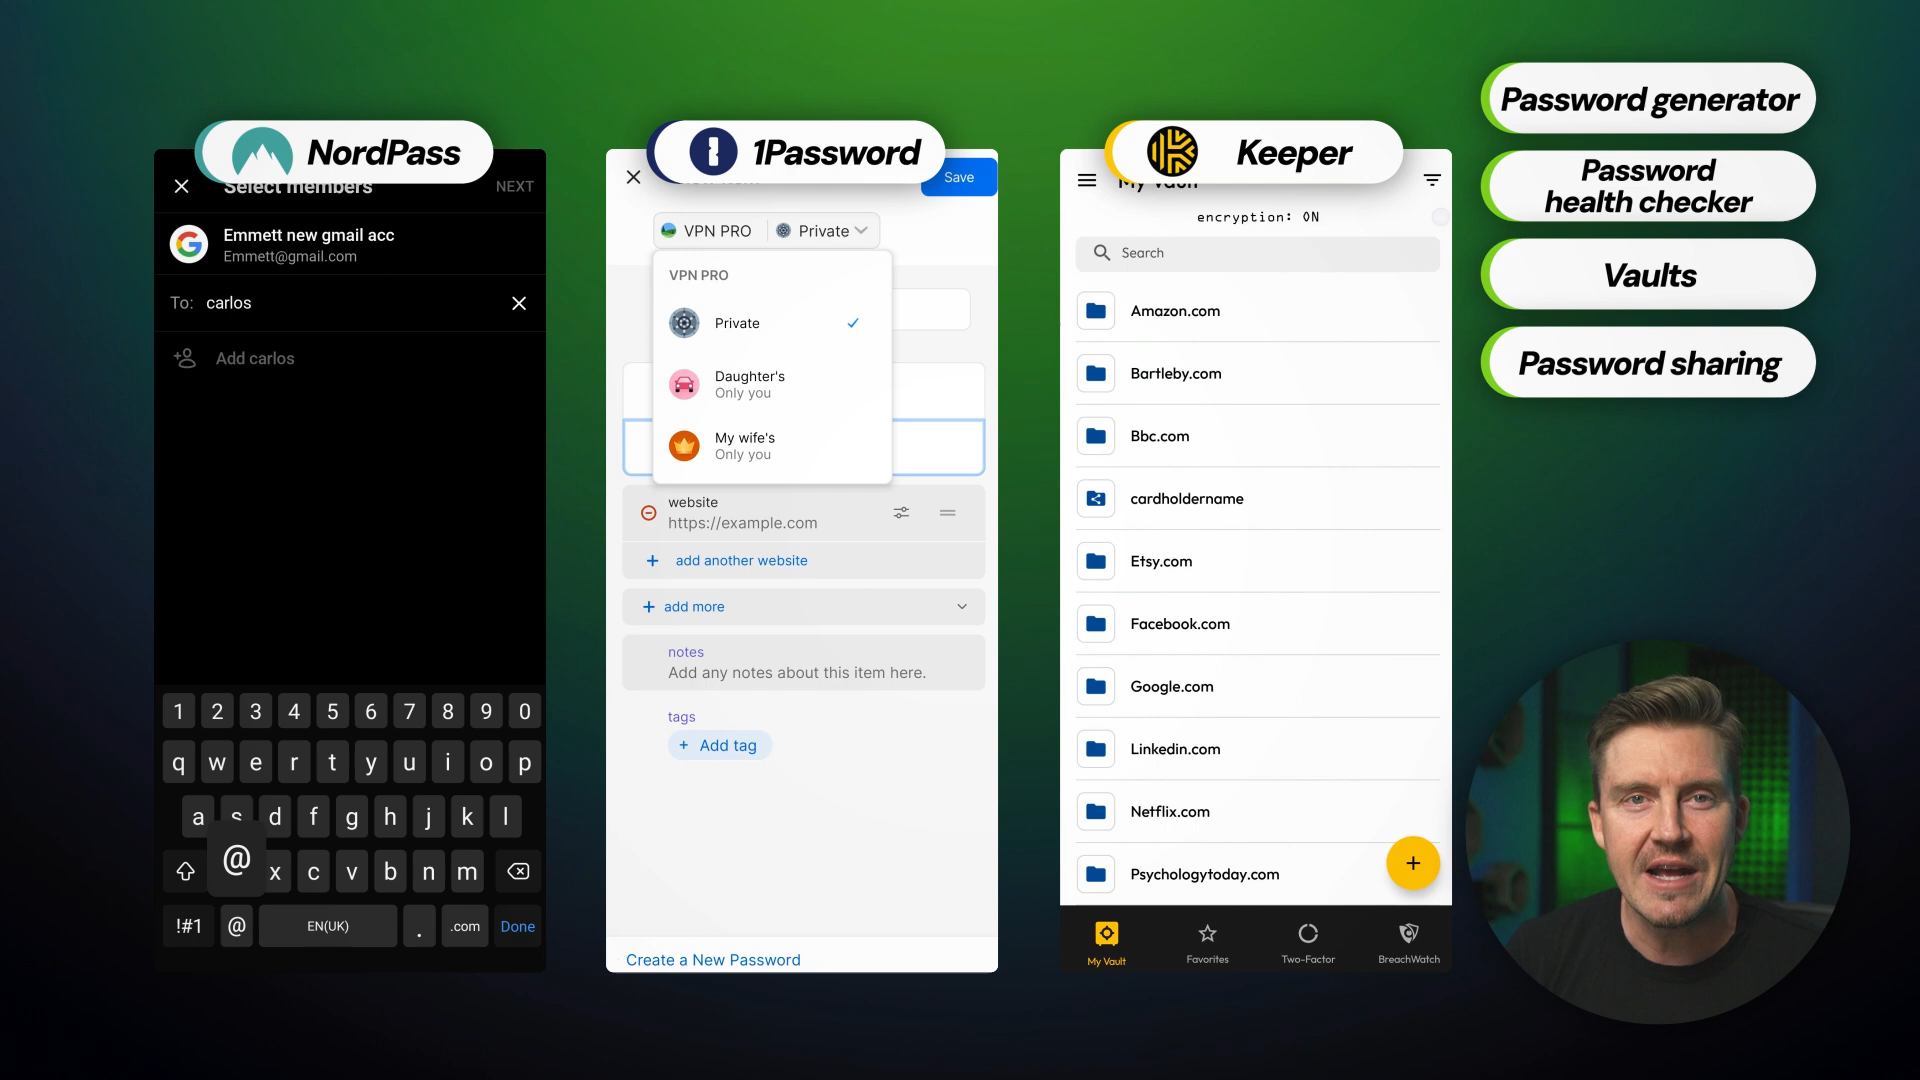 NordPass
Select members
NEXT
Emmett new gmail acc
Emmett@gmail.com
To: carlos
Add carlos
1 2 3 4 5 6 7 8 9 0
q w e r t y u i o p
a s d f g h j k l
@ x c v b n m
!#1 @ EN(UK) . .com Done
1Password
Save
VPN PRO Private
VPN PRO
Private
Daughter's
Only you
My wife's
Only you
website
https://example.com
+ add another website
+ add more
notes
Add any notes about this item here.
tags
+ Add tag
Create a New Password
Keeper
My Vault
encryption: ON
Search
Amazon.com
Bartleby.com
Bbc.com
cardholdername
Etsy.com
Facebook.com
Google.com
Linkedin.com
Netflix.com
Psychologytoday.com
+
My Vault Favorites Two-Factor BreachWatch
Password generator
Password
health checker
Vaults
Password sharing